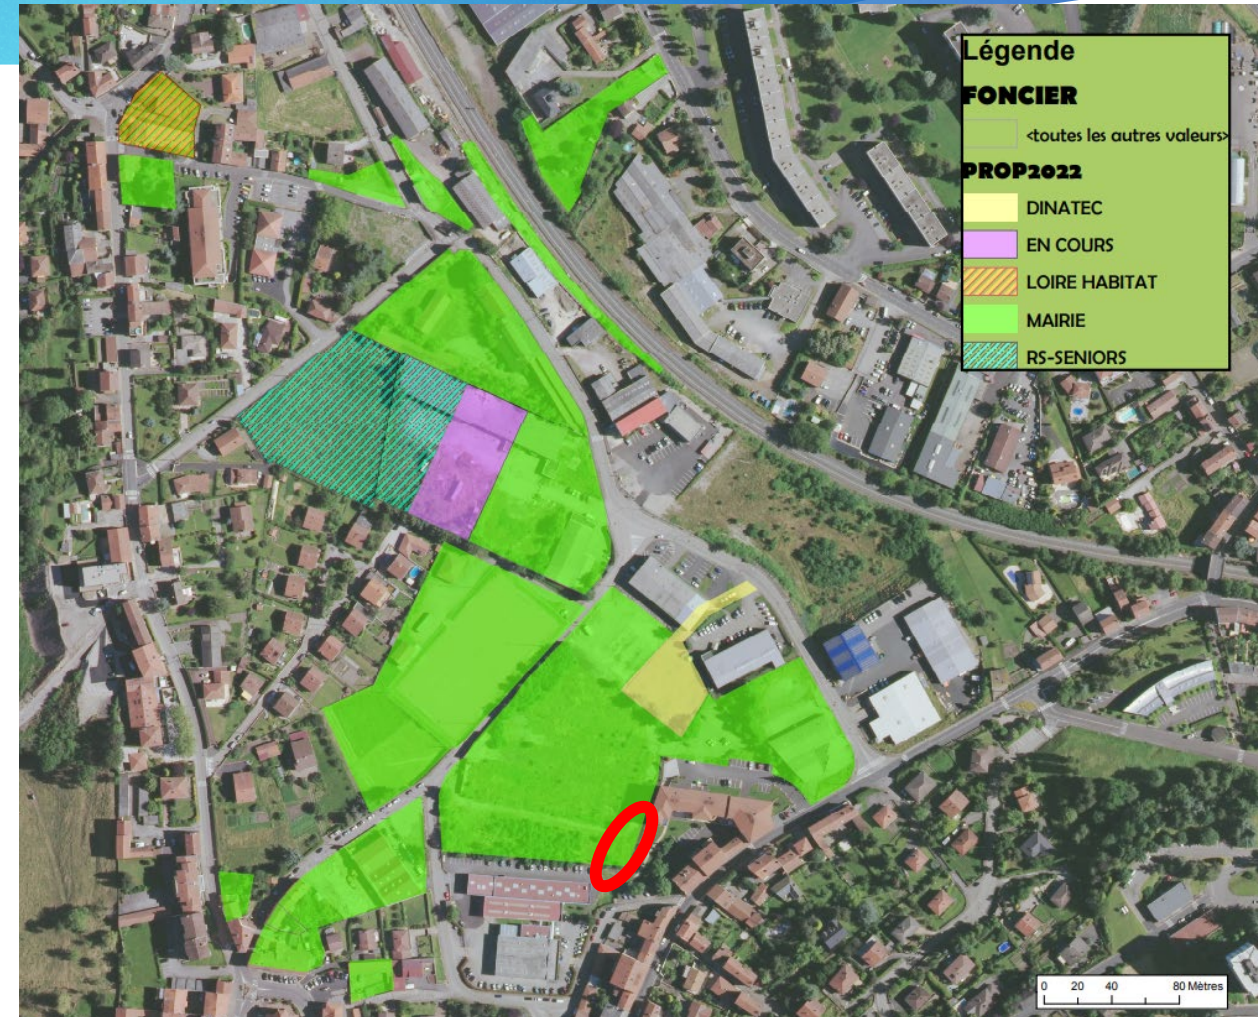 Légende
FONCIER
<toutes les autres valeurs>
PROP2022
DINATEC
EN COURS
LOIRE HABITAT
MAIRIE
RS-SENIORS
0 20 40 80 Mètres